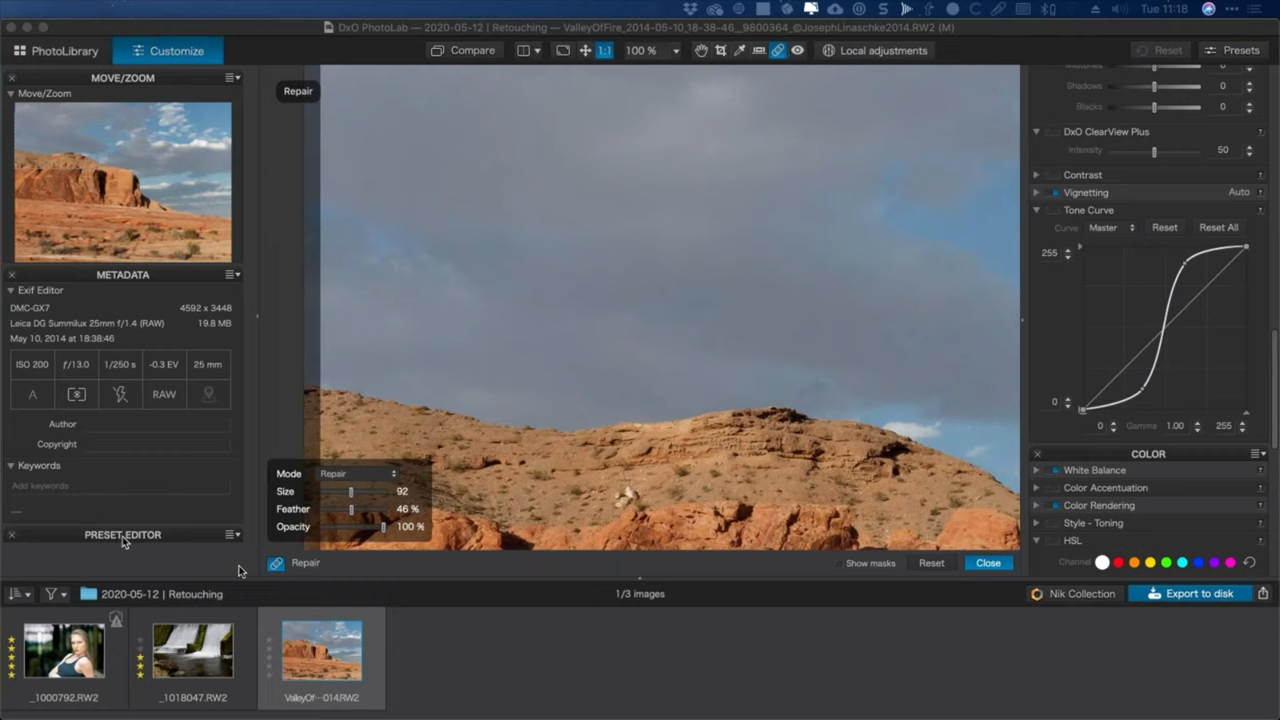 Tue 11:18
DxO PhotoLab — 2020-05-12 | Retouching — ValleyOfFire_2014-05-10_18-38-46__9800364_©JosephLinaschke2014.RW2 (M)
PhotoLibrary
Customize
Compare
1:1
100 %
Local adjustments
Reset
Presets
MOVE/ZOOM
Move/Zoom
METADATA
Exif Editor
DMC-GX7 4592 x 3448
Leica DG Summilux 25mm f/1.4 (RAW) 19.8 MB
May 10, 2014 at 18:38:46
ISO 200 ƒ/13.0 1/250 s -0.3 EV 25 mm
A RAW
Author
Copyright
Keywords
Add keywords
PRESET EDITOR
Repair
Mode Repair
Size 92
Feather 46 %
Opacity 100 %
Repair
Show masks
Reset
Close
Midtones 0
Shadows 0
Blacks 0
DxO ClearView Plus ?
Intensity 50
Contrast ?
Vignetting Auto ?
Tone Curve ?
Curve Master Reset Reset All
255
0
0 Gamma 1.00 255
COLOR
White Balance ?
Color Accentuation ?
Color Rendering ?
Style - Toning ?
HSL ?
Channel
2020-05-12 | Retouching
1/3 images
Nik Collection
Export to disk
_1000792.RW2
_1018047.RW2
ValleyOf···014.RW2